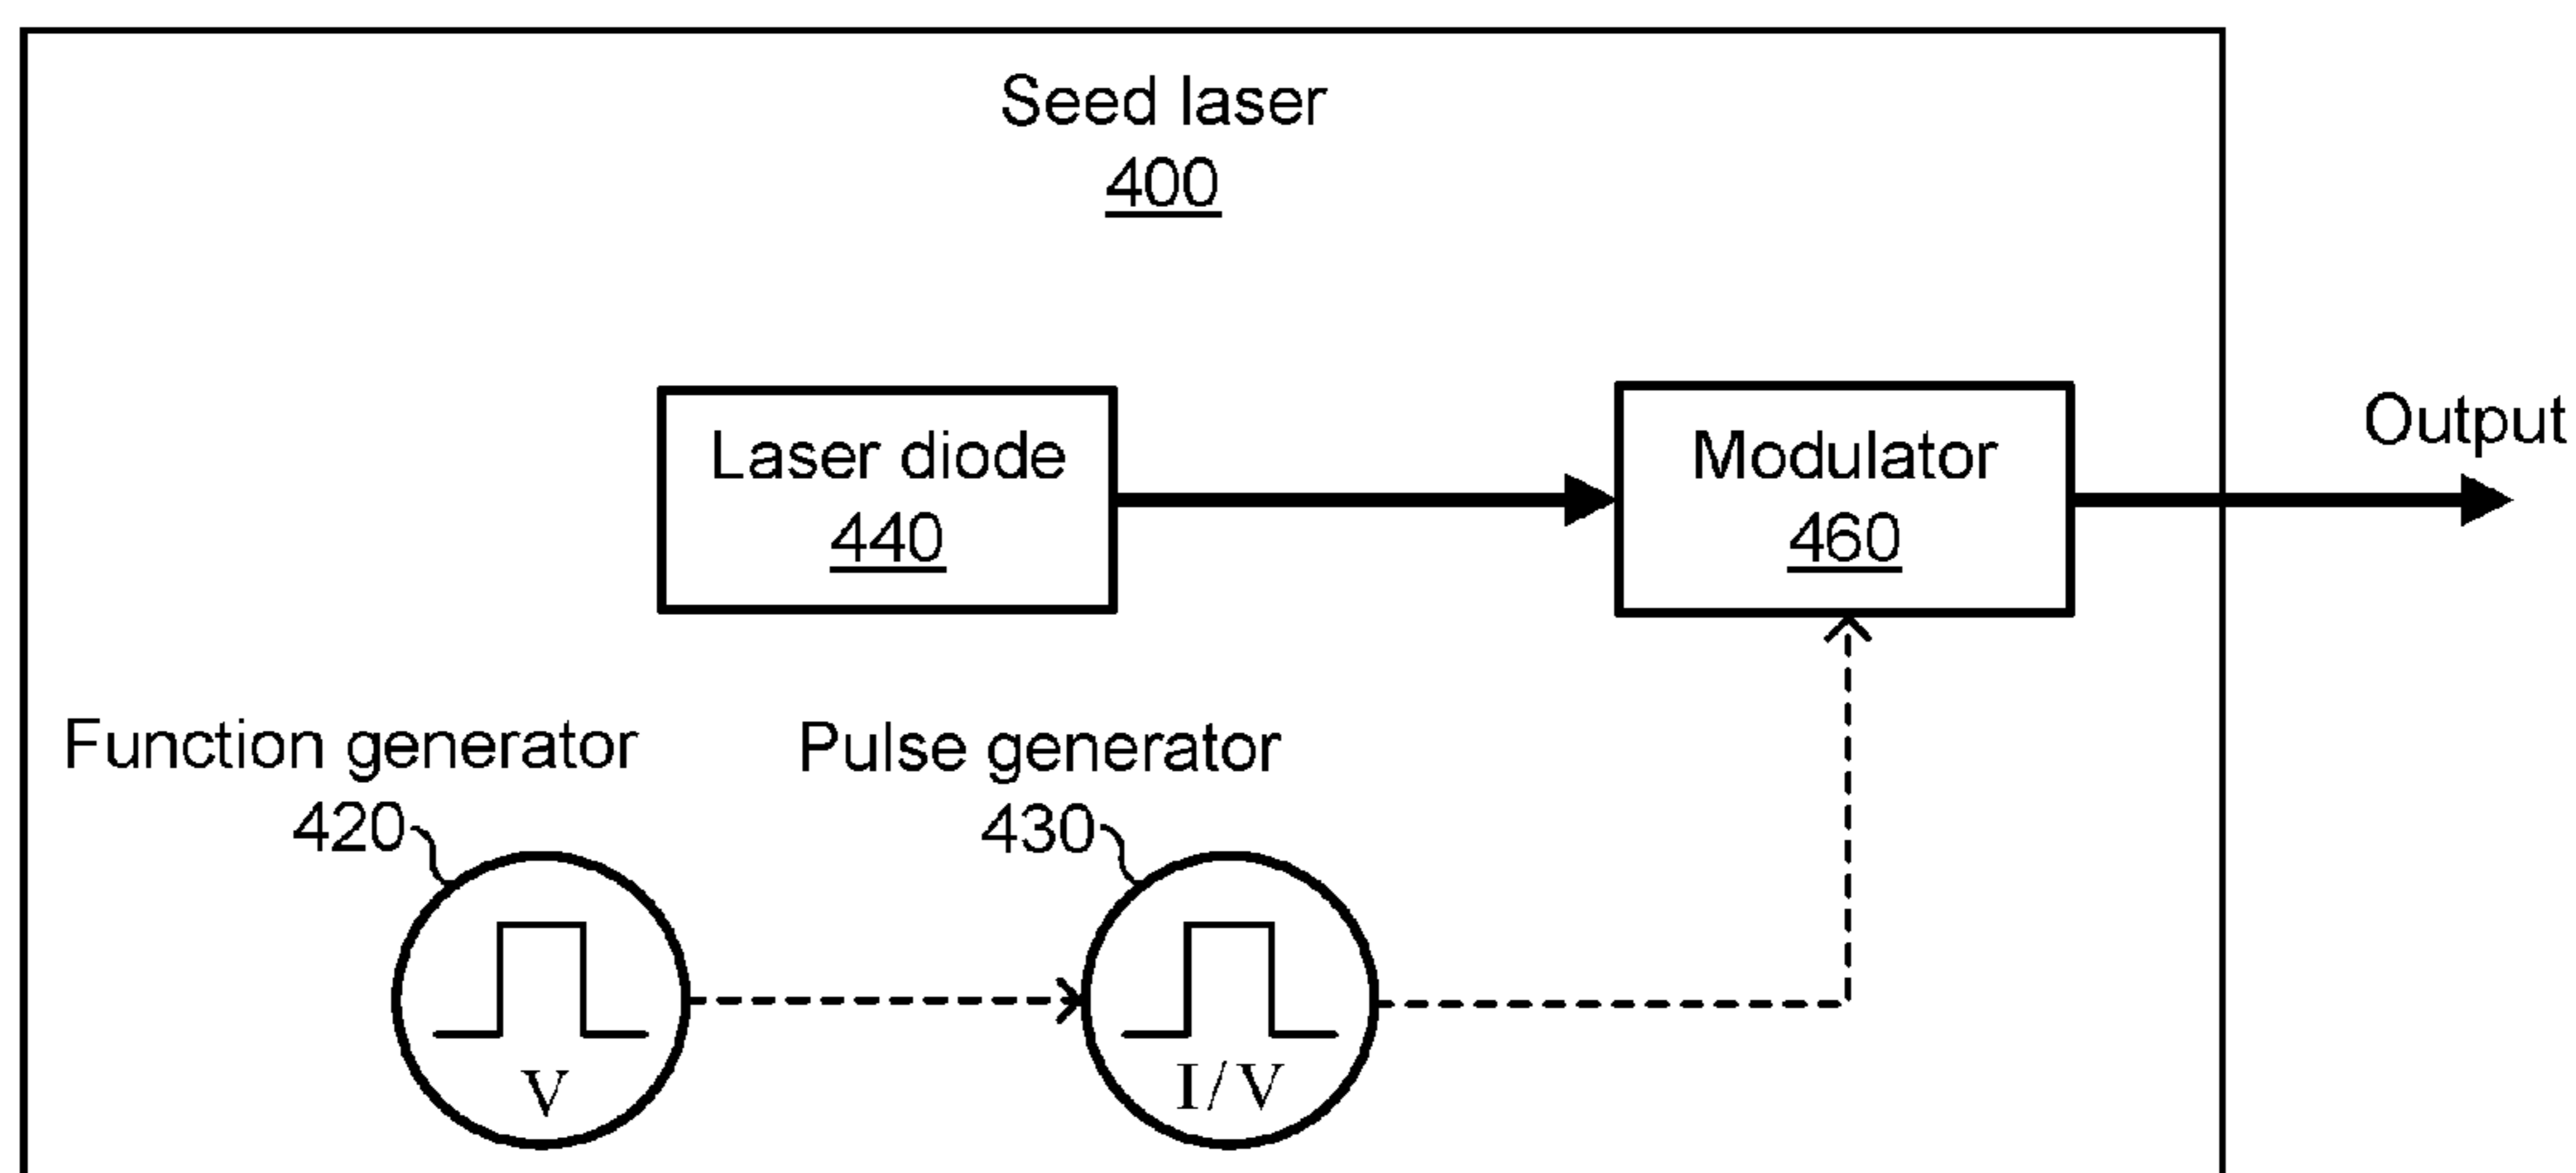 Seed laser
400
Laser diode
440
Modulator
460
Output
Function generator
420
Pulse generator
430
V
I/V